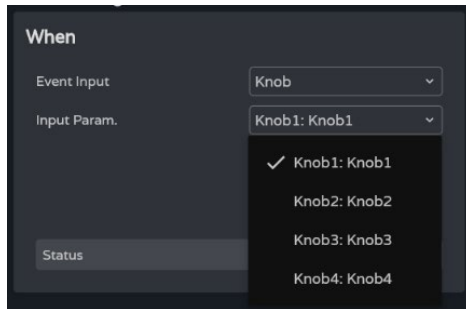 When
Event Input
Knob
Input Param.
Knob1: Knob1
Knob1: Knob1
Knob2: Knob2
Knob3: Knob3
Knob4: Knob4
Status